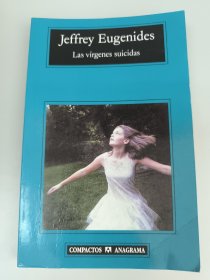 Jeffrey Eugenides
Las vírgenes suicidas
COMPACTOS A ANAGRAMA